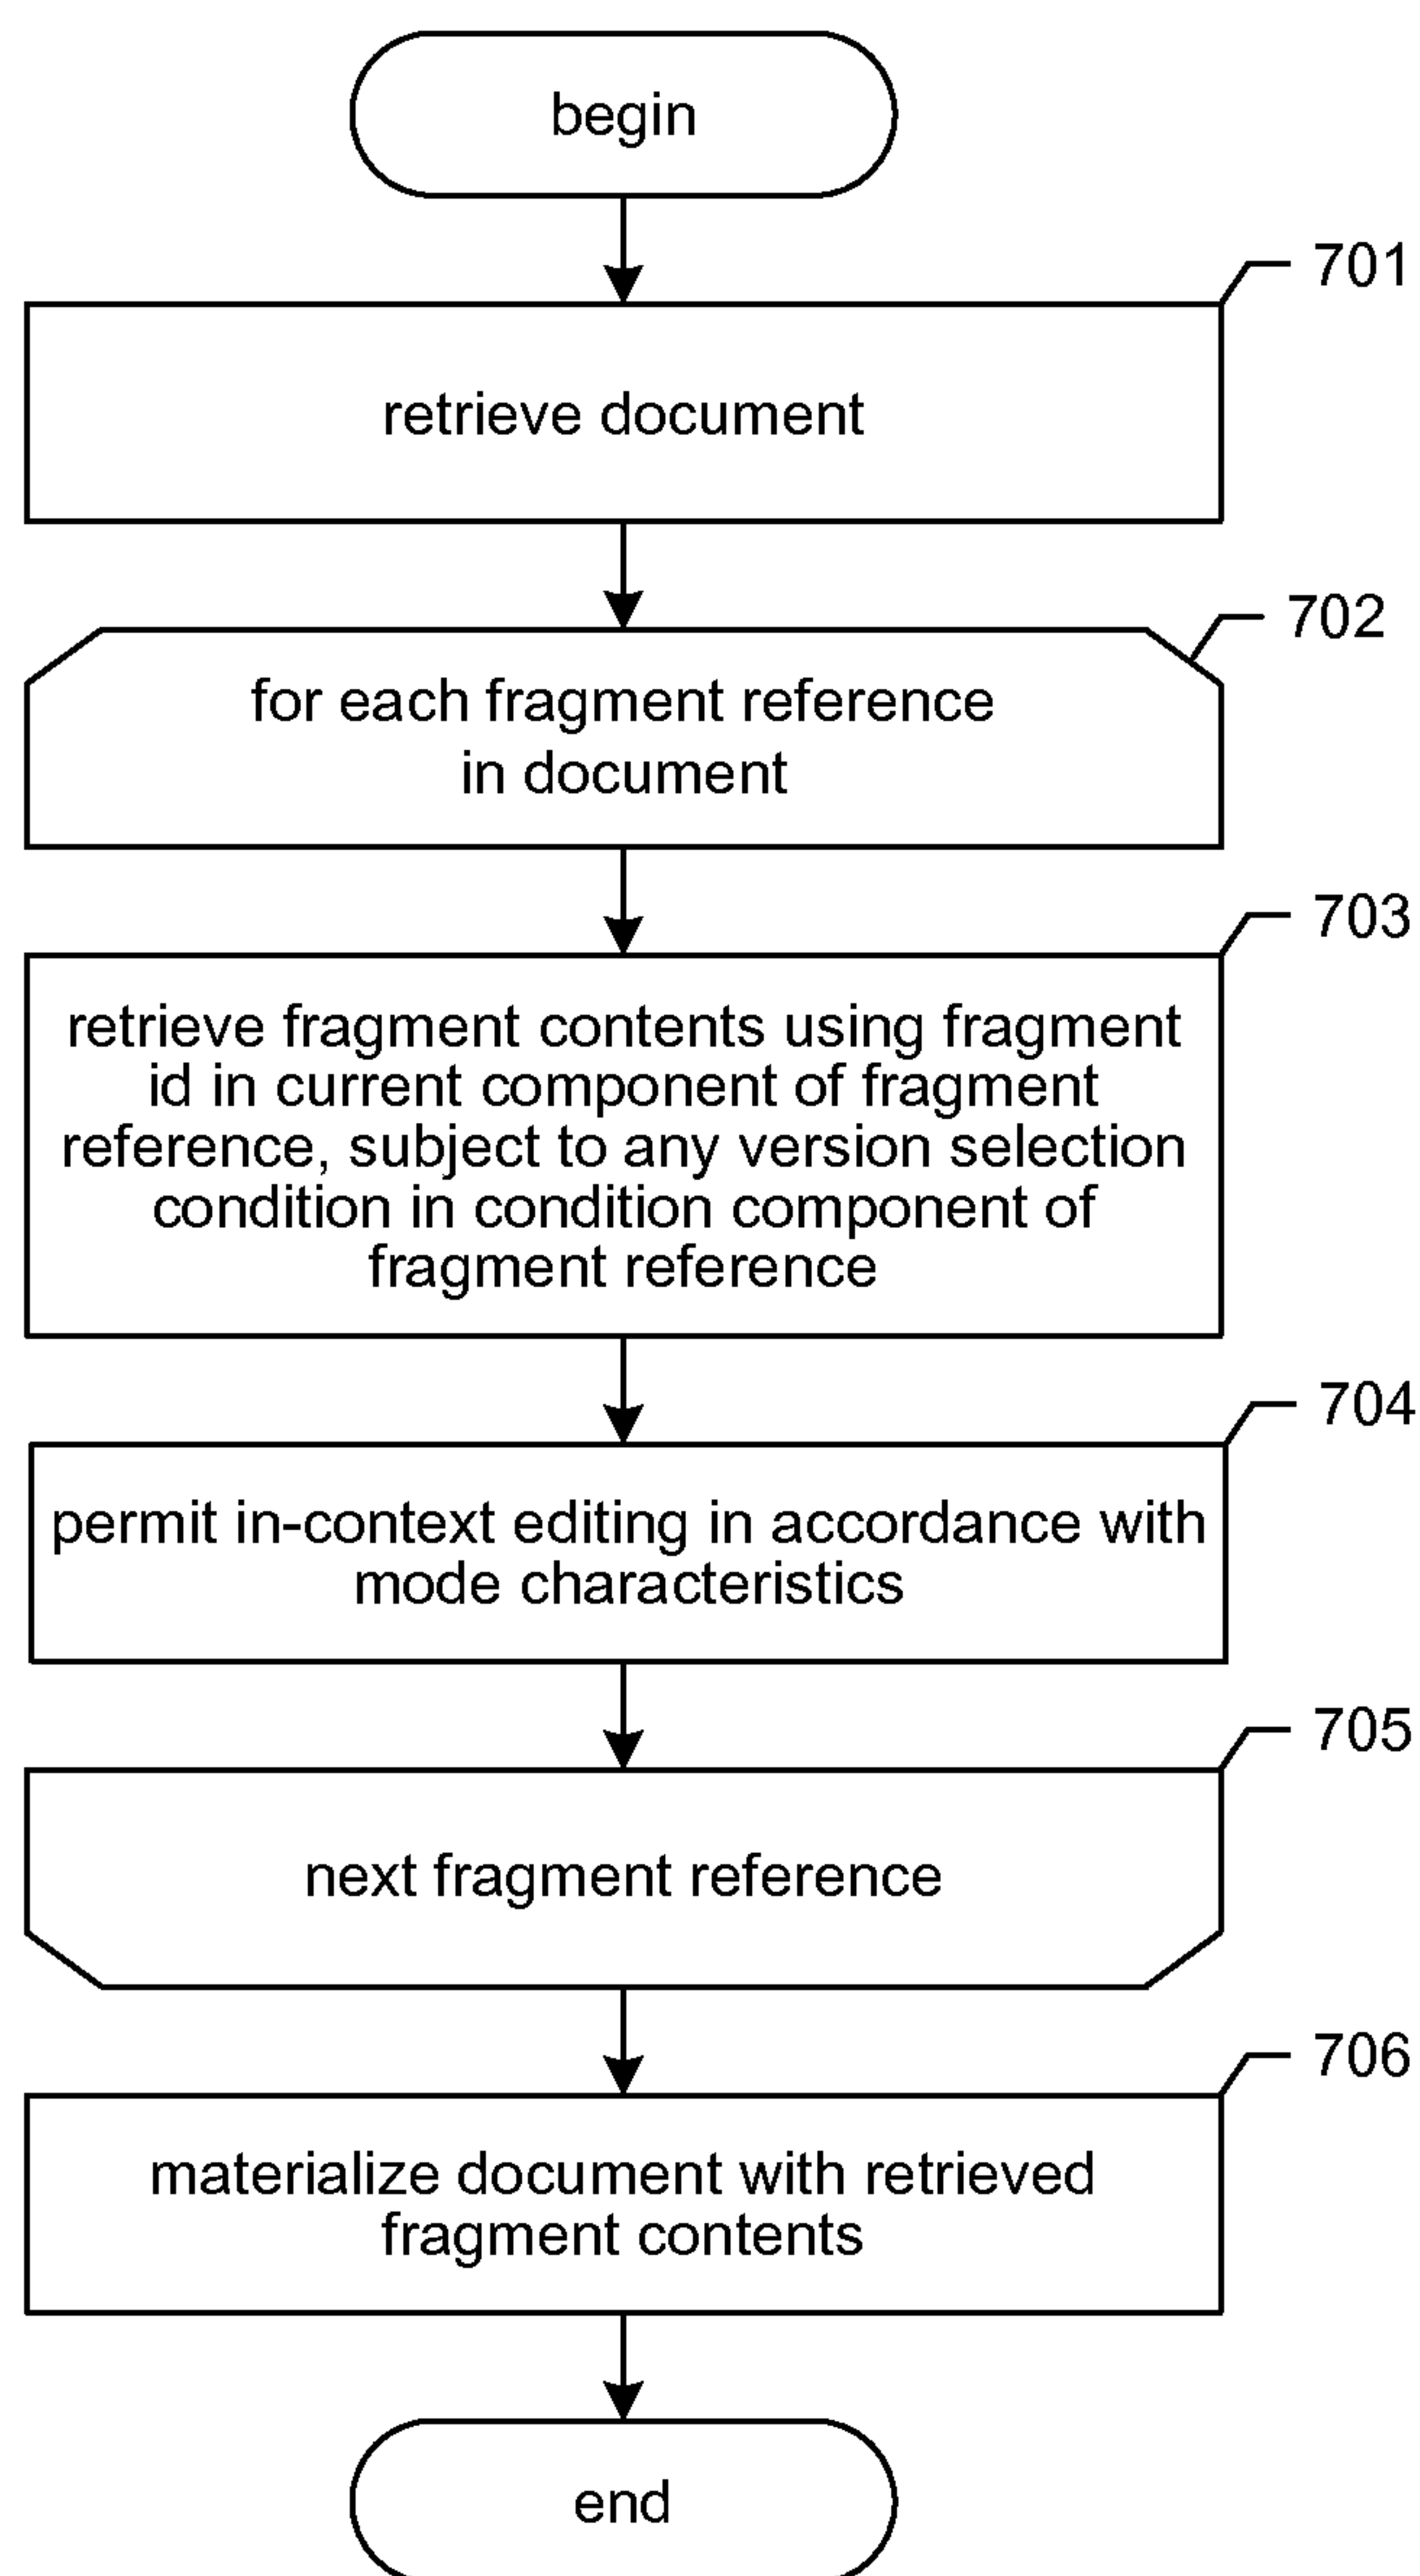 begin
701
retrieve document
702
for each fragment reference
in document
703
retrieve fragment contents using fragment
id in current component of fragment
reference, subject to any version selection
condition in condition component of
fragment reference
704
permit in-context editing in accordance with
mode characteristics
705
next fragment reference
706
materialize document with retrieved
fragment contents
end